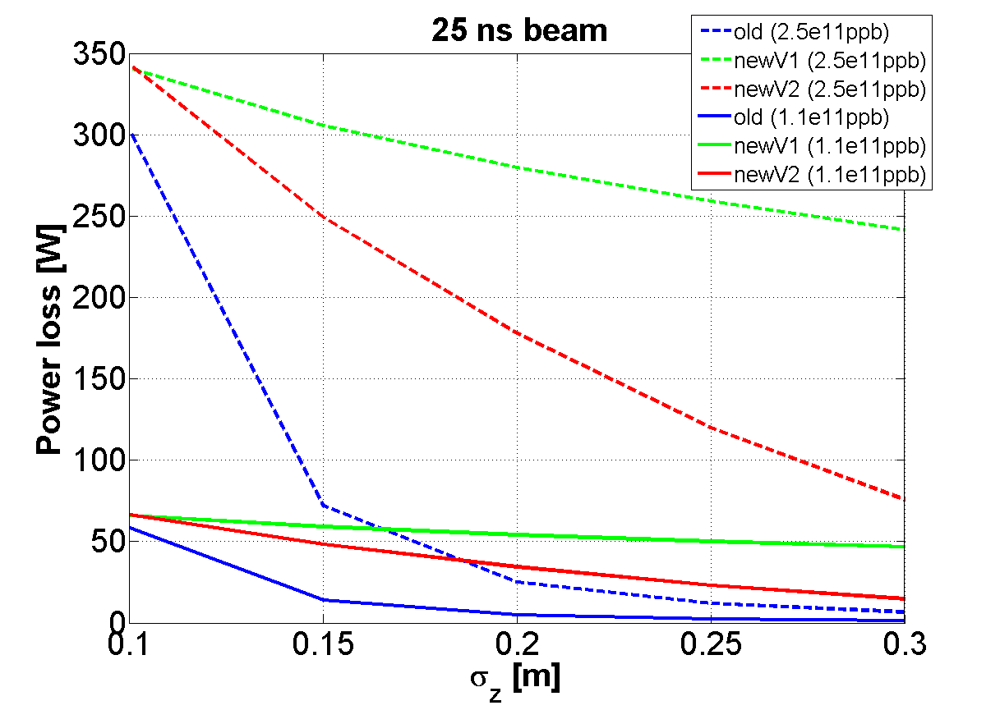 25 ns beam
old (2.5e11ppb)
newV1 (2.5e11ppb)
newV2 (2.5e11ppb)
old (1.1e11ppb)
newV1 (1.1e11ppb)
newV2 (1.1e11ppb)
Power loss [W]
350
300
250
200
150
100
50
0
0.1 0.15 0.2 0.25 0.3
σz [m]